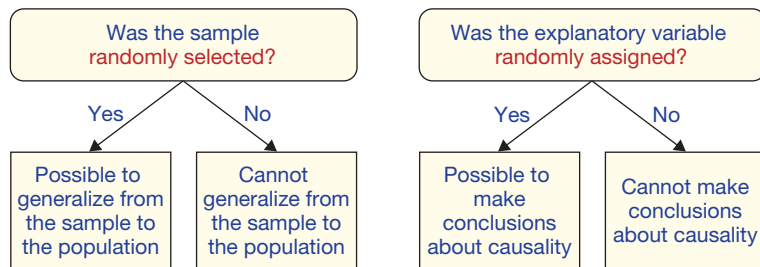 Was the sample
randomly selected?
Yes
No
Possible to
generalize from
the sample to
the population
Cannot
generalize from
the sample to
the population
Was the explanatory variable
randomly assigned?
Yes
No
Possible to
make
conclusions
about causality
Cannot make
conclusions
about causality